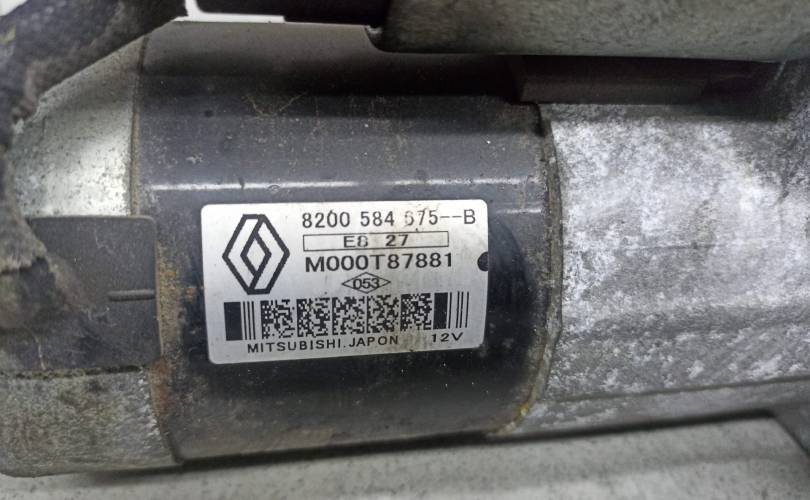 8200 584 675--B
E8 27
M000T87881
053
MITSUBISHI.JAPON 12V